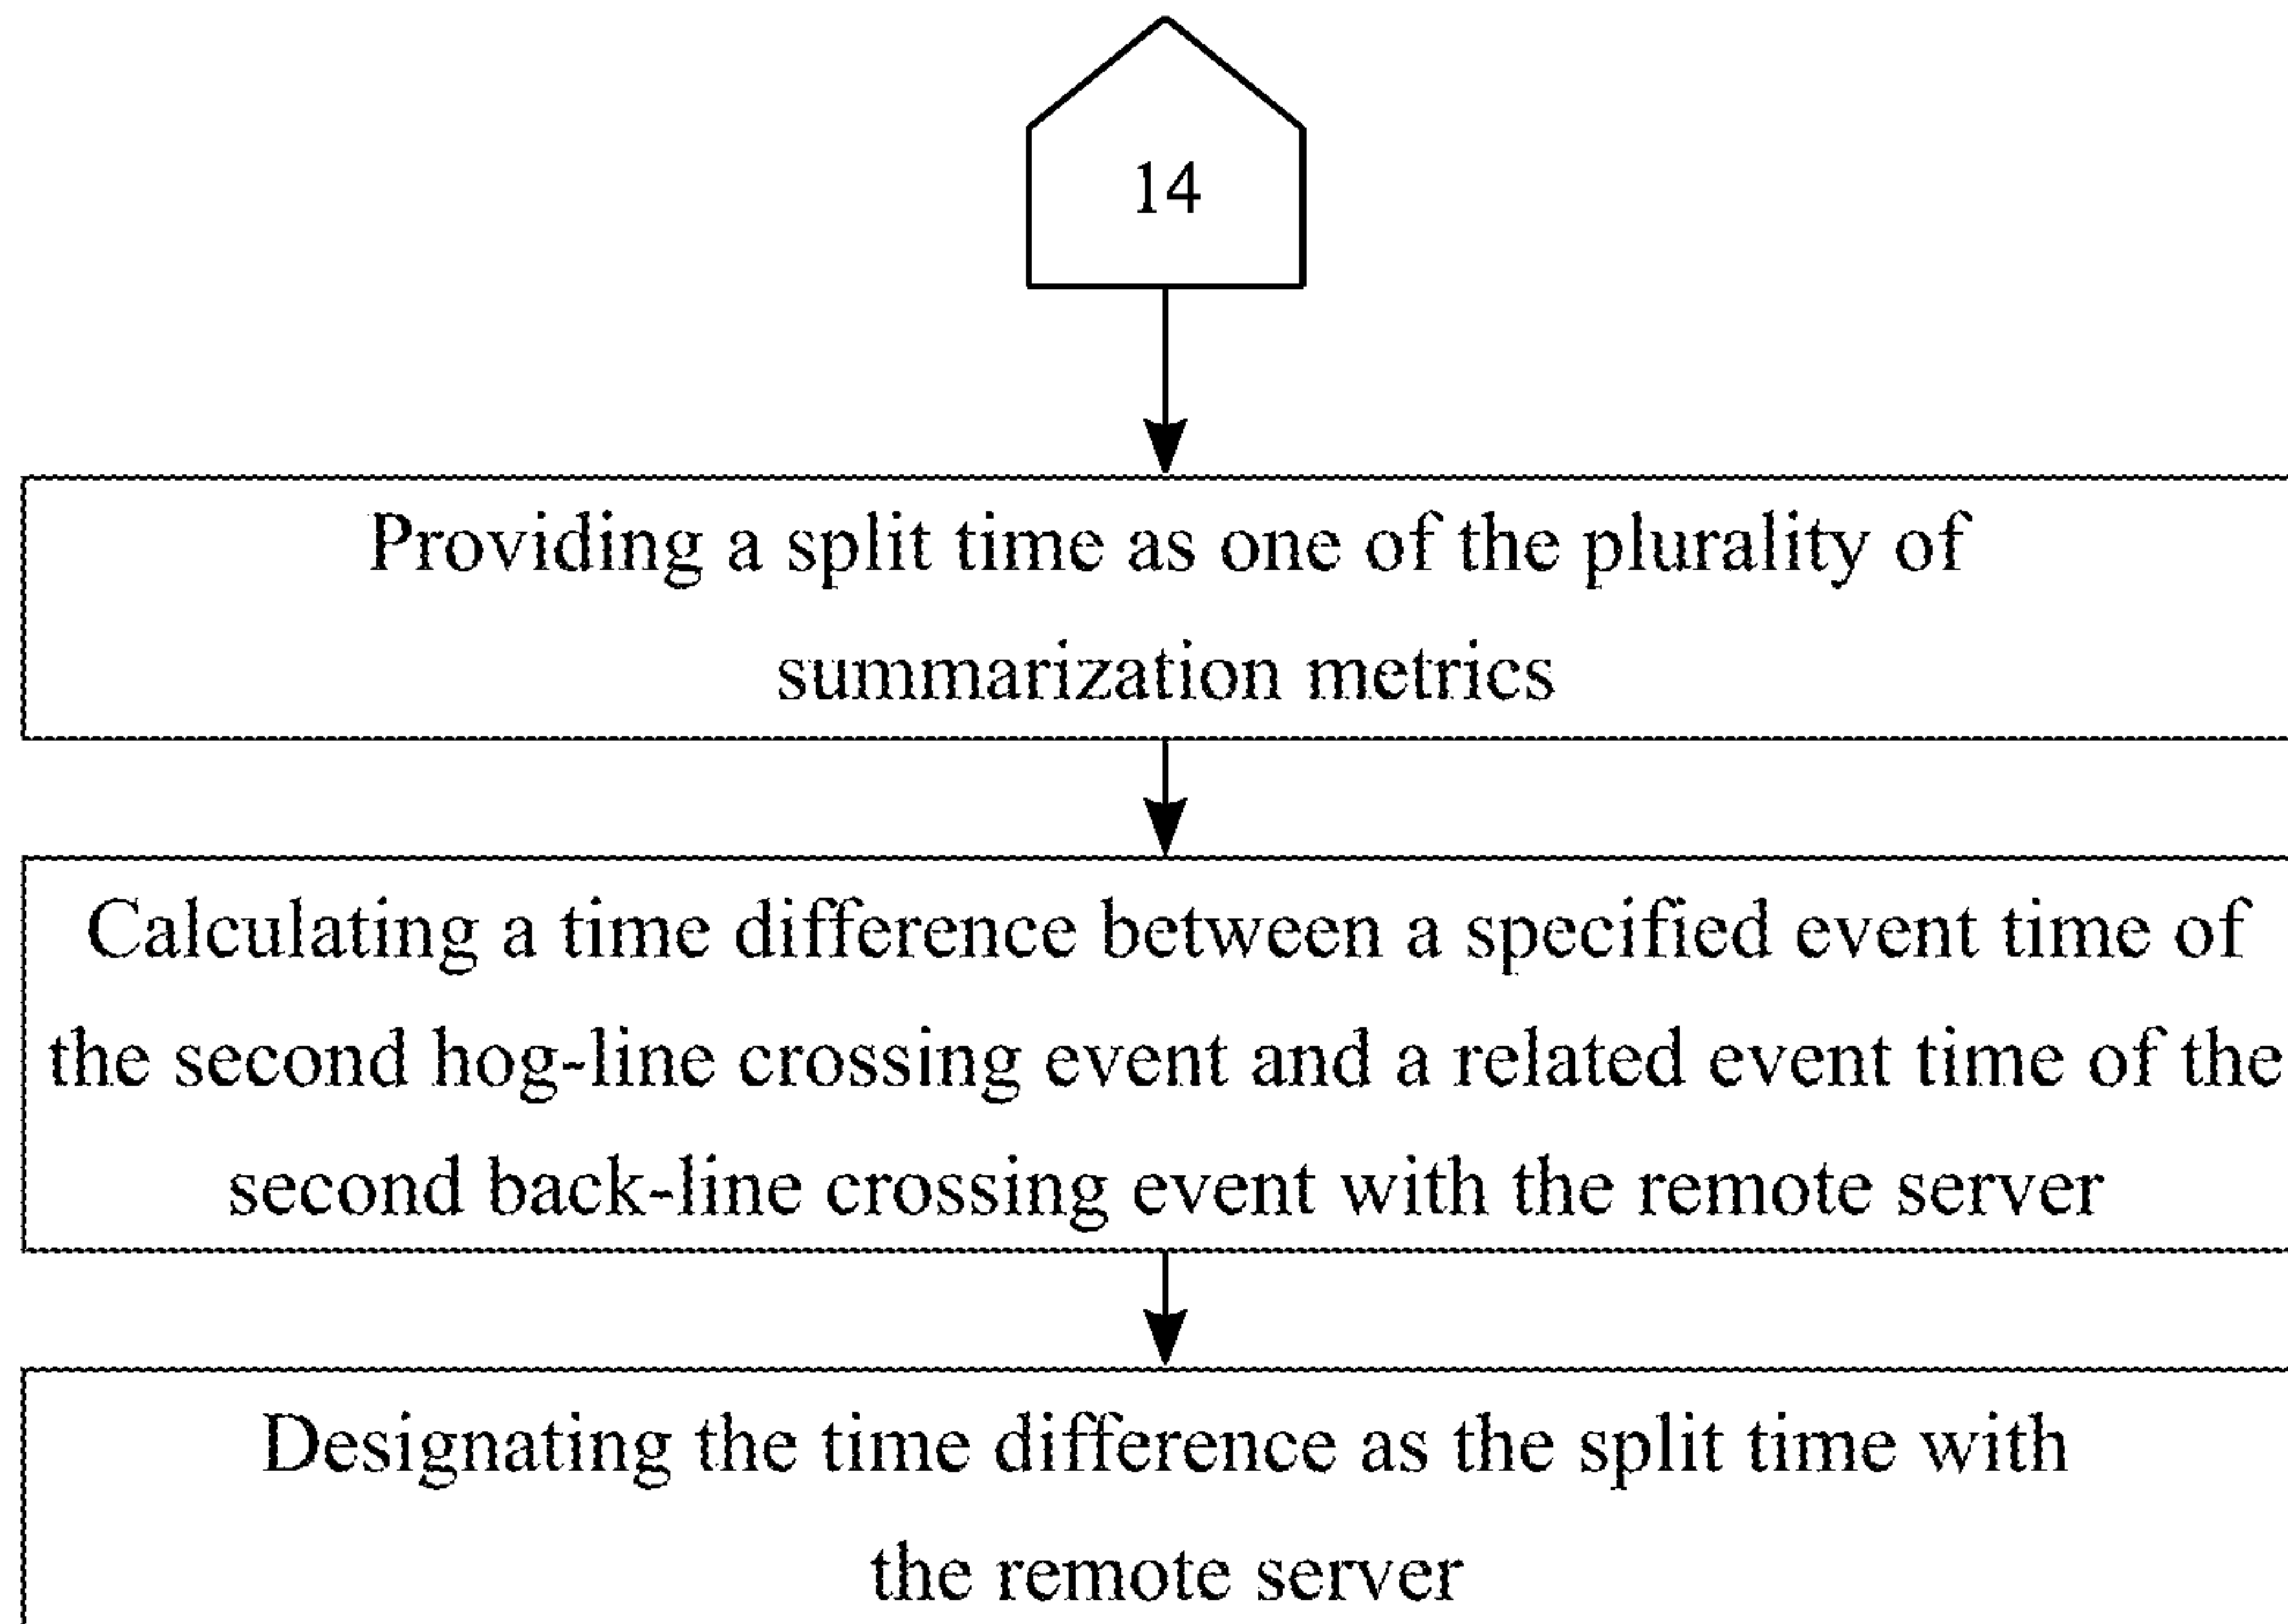 14
Providing a split time as one of the plurality of
summarization metrics
Calculating a time difference between a specified event time of
the second hog-line crossing event and a related event time of the
second back-line crossing event with the remote server
Designating the time difference as the split time with
the remote server